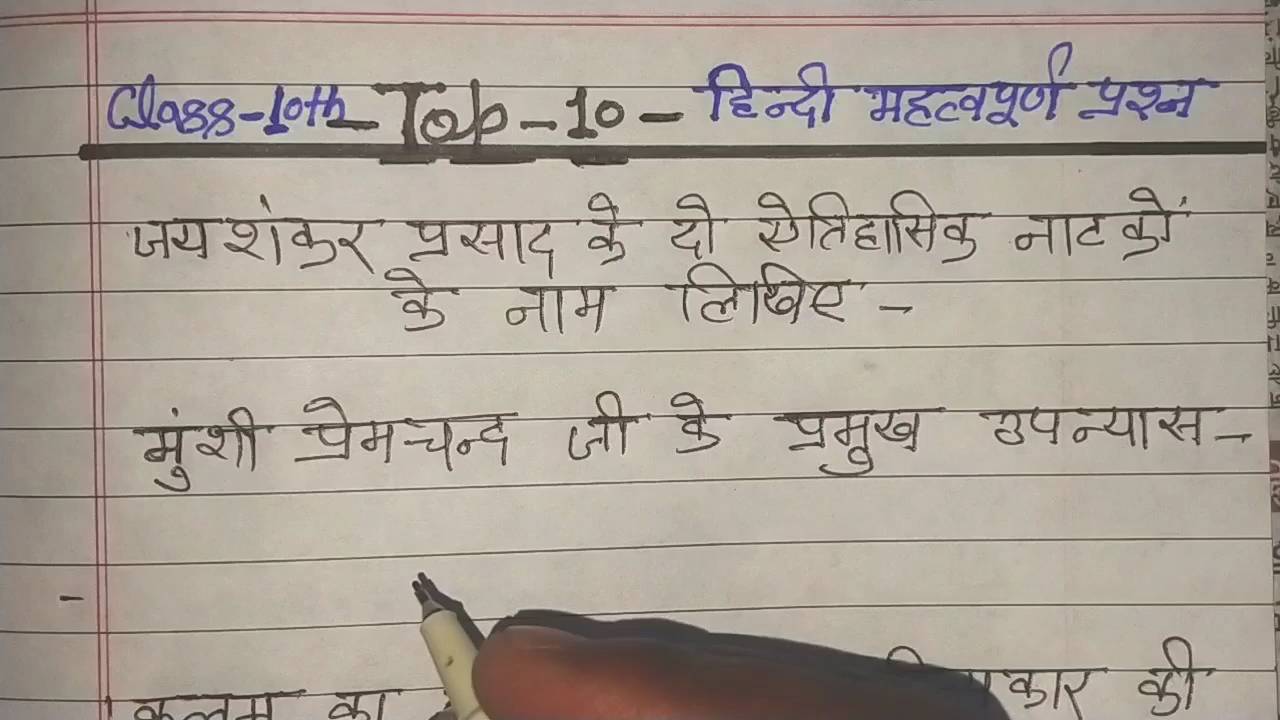 Class-10th - Top - 10 - हिन्दी महत्वपूर्ण प्रश्न
जयशंकर प्रसाद के दो ऐतिहासिक नाटकों
के नाम लिखिए -
मुंशी प्रेमचन्द जी के प्रमुख उपन्यास -
-
कलम का की